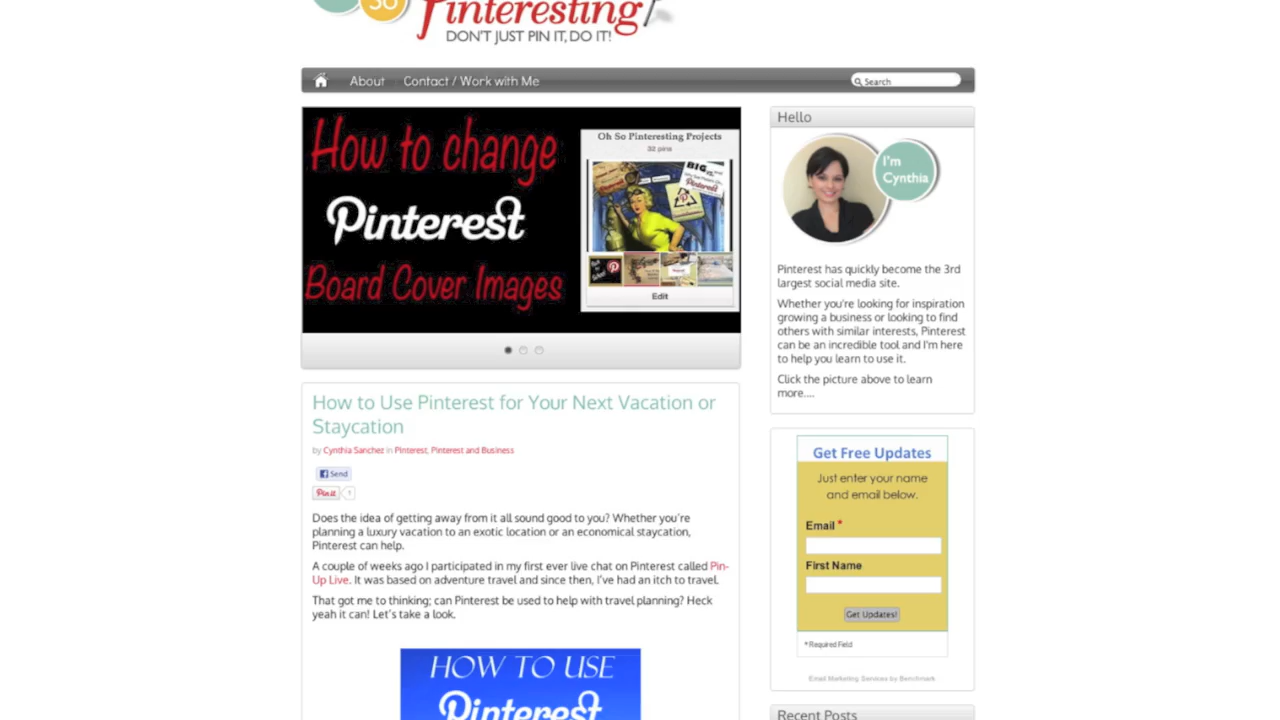 SO
Pinteresting!
DON'T JUST PIN IT, DO IT!
About
Contact / Work with Me
Search
How to change
Pinterest
Board Cover Images
Oh So Pinteresting Projects
32 pins
Edit
How to Use Pinterest for Your Next Vacation or
Staycation
by Cynthia Sanchez in Pinterest, Pinterest and Business
Send
Pin it
1
Does the idea of getting away from it all sound good to you? Whether you're
planning a luxury vacation to an exotic location or an economical staycation,
Pinterest can help.
A couple of weeks ago I participated in my first ever live chat on Pinterest called Pin-
Up Live. It was based on adventure travel and since then, I've had an itch to travel.
That got me to thinking; can Pinterest be used to help with travel planning? Heck
yeah it can! Let's take a look.
HOW TO USE
Pinterest
Hello
I'm
Cynthia
Pinterest has quickly become the 3rd
largest social media site.
Whether you're looking for inspiration
growing a business or looking to find
others with similar interests, Pinterest
can be an incredible tool and I'm here
to help you learn to use it.
Click the picture above to learn
more....
Get Free Updates
Just enter your name
and email below.
Email *
First Name
Get Updates!
* Required Field
Email Marketing Services by Benchmark
Recent Posts